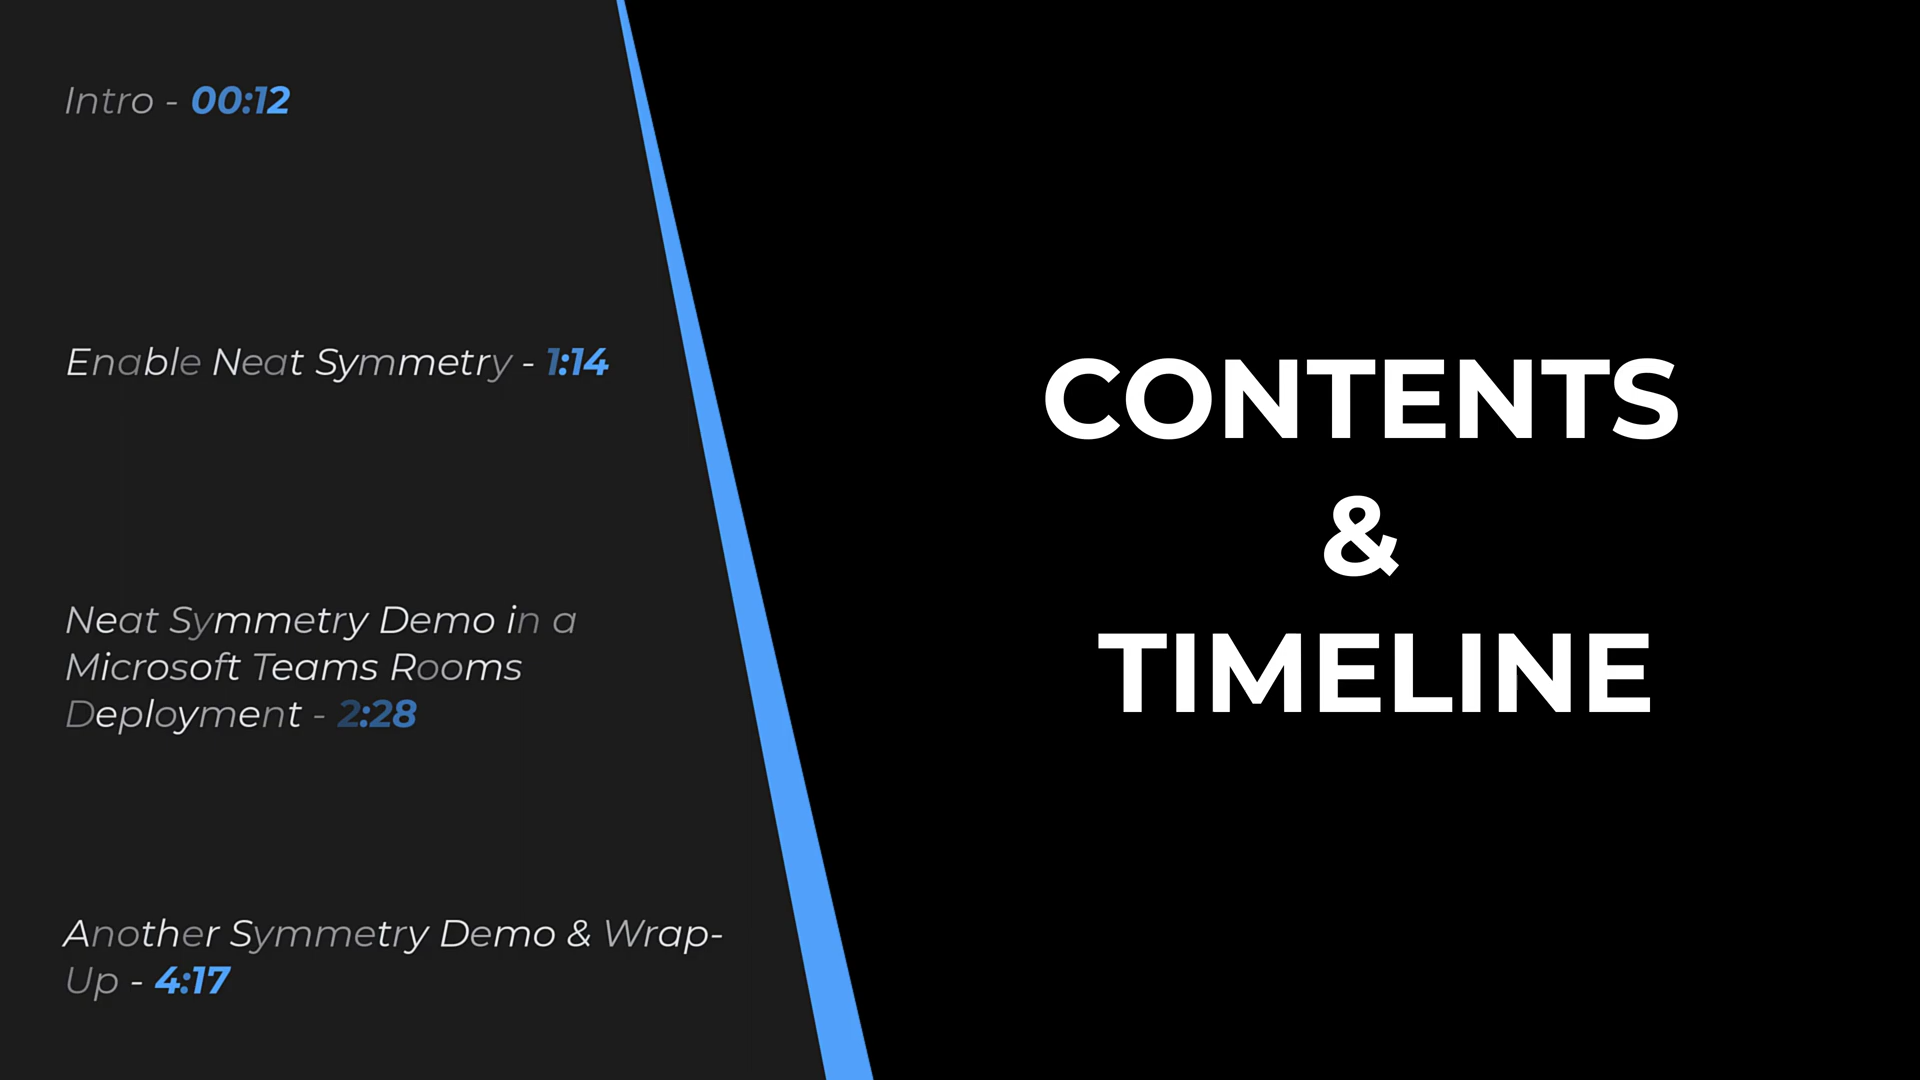 Intro - 00:12
Enable Neat Symmetry - 1:14
Neat Symmetry Demo in a
Microsoft Teams Rooms
Deployment - 2:28
Another Symmetry Demo & Wrap-
Up - 4:17
CONTENTS
&
TIMELINE